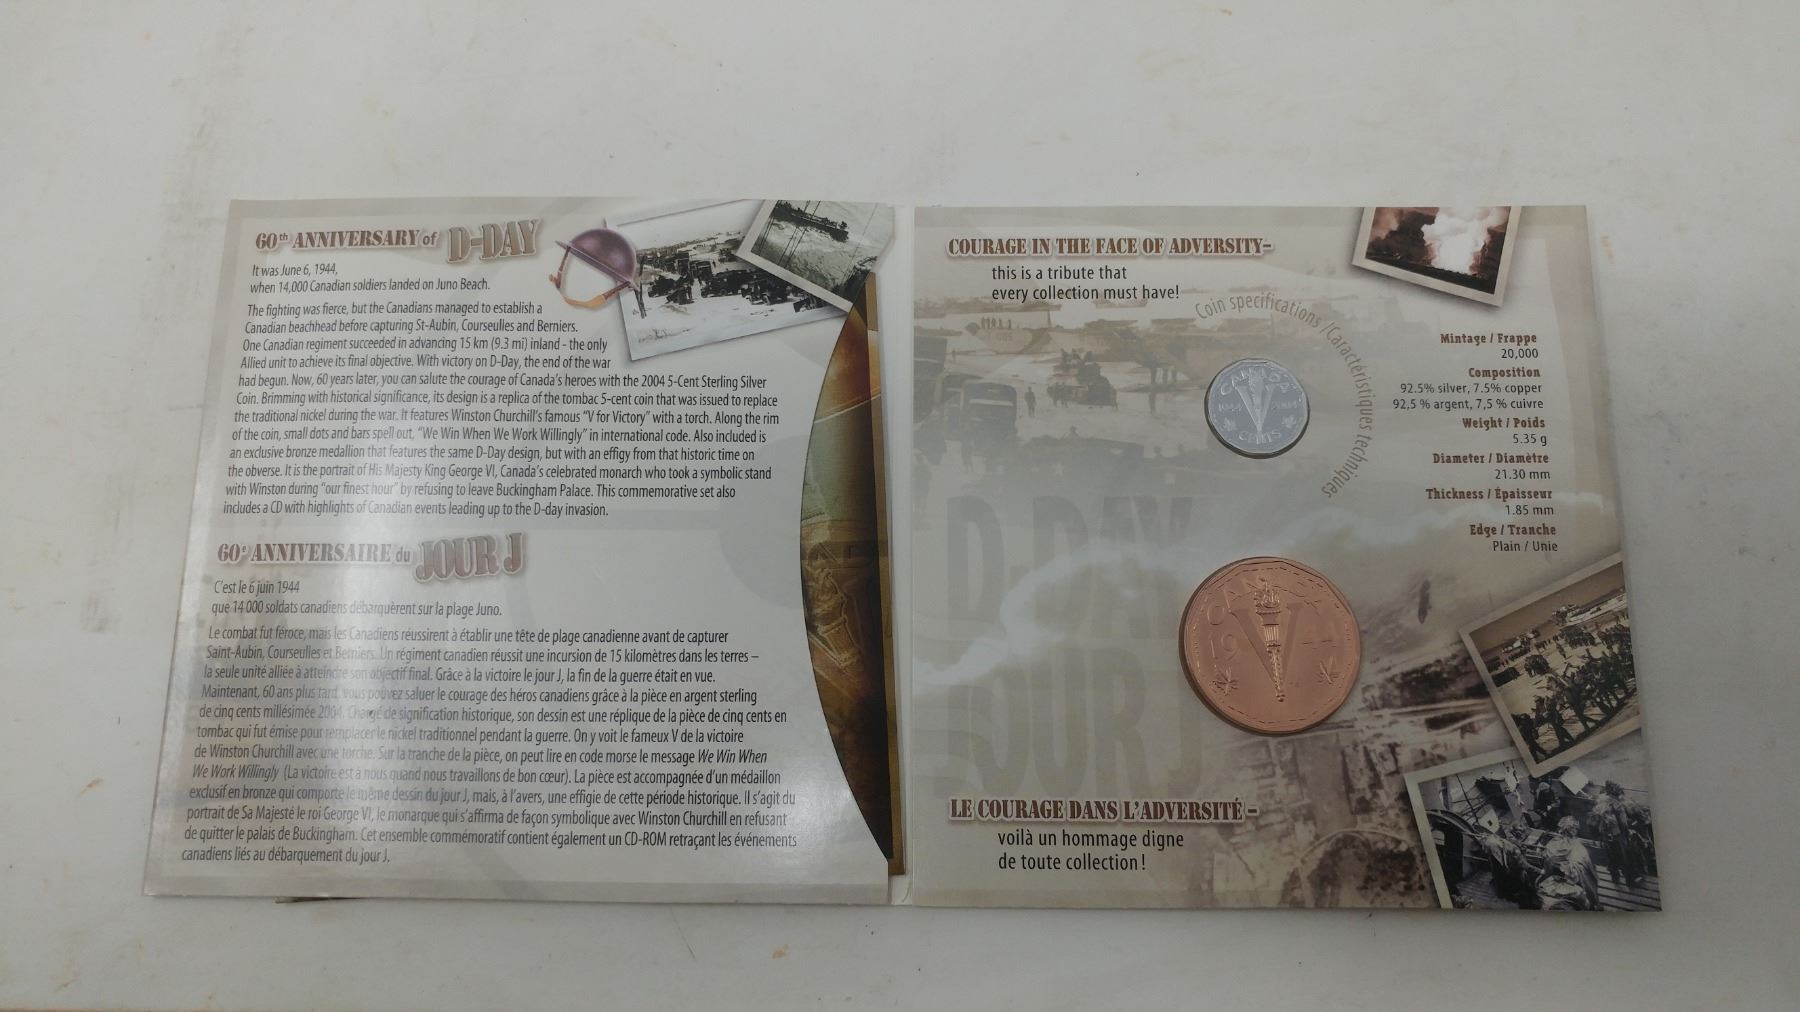 60th ANNIVERSARY of D-DAY
It was June 6, 1944,
when 14,000 Canadian soldiers landed on Juno Beach.
The fighting was fierce, but the Canadians managed to establish a
Canadian beachhead before capturing St-Aubin, Courseulles and Berniers.
One Canadian regiment succeeded in advancing 15 km (9.3 mi) inland - the only
Allied unit to achieve its final objective. With victory on D-Day, the end of the war
had begun. Now, 60 years later, you can salute the courage of Canada's heroes with the 2004 5-Cent Sterling Silver
Coin. Brimming with historical significance, its design is a replica of the tombac 5-cent coin that was issued to replace
the traditional nickel during the war. It features Winston Churchill's famous "V for Victory" with a torch. Along the rim
of the coin, small dots and bars spell out, "We Win When We Work Willingly" in international code. Also included is
an exclusive bronze medallion that features the same D-Day design, but with an effigy from that historic time on
the obverse. It is the portrait of His Majesty King George VI, Canada's celebrated monarch who took a symbolic stand
with Winston during "our finest hour" by refusing to leave Buckingham Palace. This commemorative set also
includes a CD with highlights of Canadian events leading up to the D-day invasion.
60e ANNIVERSAIRE du JOUR J
C'est le 6 juin 1944
que 14 000 soldats canadiens débarquèrent sur la plage Juno.
Le combat fut féroce, mais les Canadiens réussirent à établir une tête de plage canadienne avant de capturer
Saint-Aubin, Courseulles et Berniers. Un régiment canadien réussit une incursion de 15 kilomètres dans les terres –
la seule unité alliée à atteindre son objectif final. Grâce à la victoire le jour J, la fin de la guerre était en vue.
Maintenant, 60 ans plus tard, vous pouvez saluer le courage des héros canadiens grâce à la pièce en argent sterling
de cinq cents millésimée 2004. Chargé de signification historique, son dessin est une réplique de la pièce de cinq cents en
tombac qui fut émise pour remplacer le nickel traditionnel pendant la guerre. On y voit le fameux V de la victoire
de Winston Churchill avec une torche. Sur la tranche de la pièce, on peut lire en code morse le message We Win When
We Work Willingly (La victoire est à nous quand nous travaillons de bon cœur). La pièce est accompagnée d'un médaillon
exclusif en bronze qui comporte le même dessin du jour J, mais, à l'avers, une effigie de cette période historique. Il s'agit du
portrait de Sa Majesté le roi George VI, le monarque qui s'affirma de façon symbolique avec Winston Churchill en refusant
de quitter le palais de Buckingham. Cet ensemble commémoratif contient également un CD-ROM retraçant les événements
canadiens liés au débarquement du jour J.
COURAGE IN THE FACE OF ADVERSITY–
this is a tribute that
every collection must have!
Coin specifications / Caractéristiques techniques
Mintage / Frappe
20,000
Composition
92.5% silver, 7.5% copper
92,5 % argent, 7,5 % cuivre
Weight / Poids
5.35 g
Diameter / Diamètre
21.30 mm
Thickness / Épaisseur
1.85 mm
Edge / Tranche
Plain / Unie
CANADA
1944 V 2004
CENTS
D-DAY
JOUR J
19 V 44
LE COURAGE DANS L'ADVERSITÉ –
voilà un hommage digne
de toute collection !